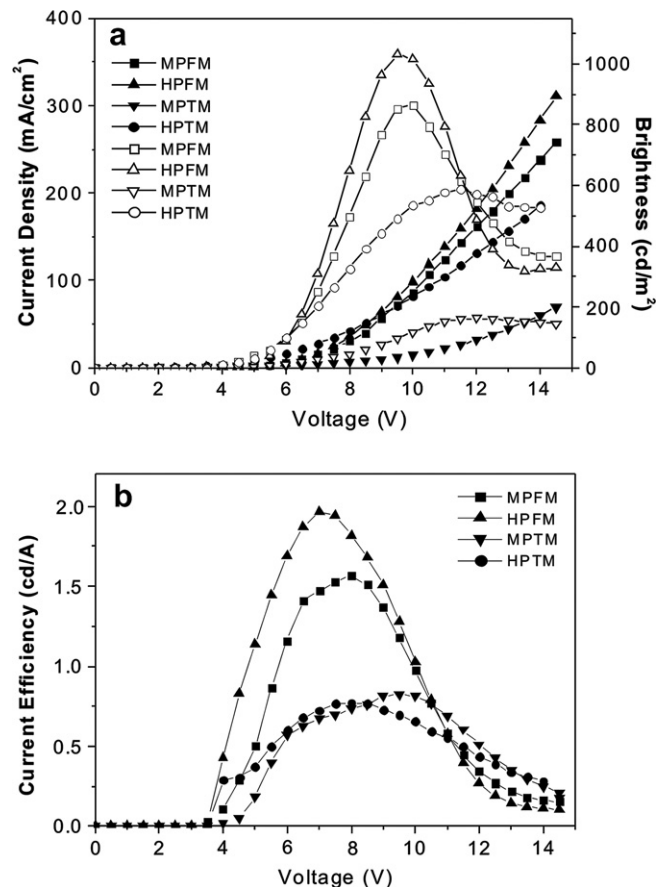 a
MPFM
HPFM
MPTM
HPTM
MPFM
HPFM
MPTM
HPTM
Current Density (mA/cm²)
400
300
200
100
0
Brightness (cd/m²)
1000
800
600
400
200
0
0 2 4 6 8 10 12 14
Voltage (V)
b
MPFM
HPFM
MPTM
HPTM
Current Efficiency (cd/A)
2.0
1.5
1.0
0.5
0.0
0 2 4 6 8 10 12 14
Voltage (V)